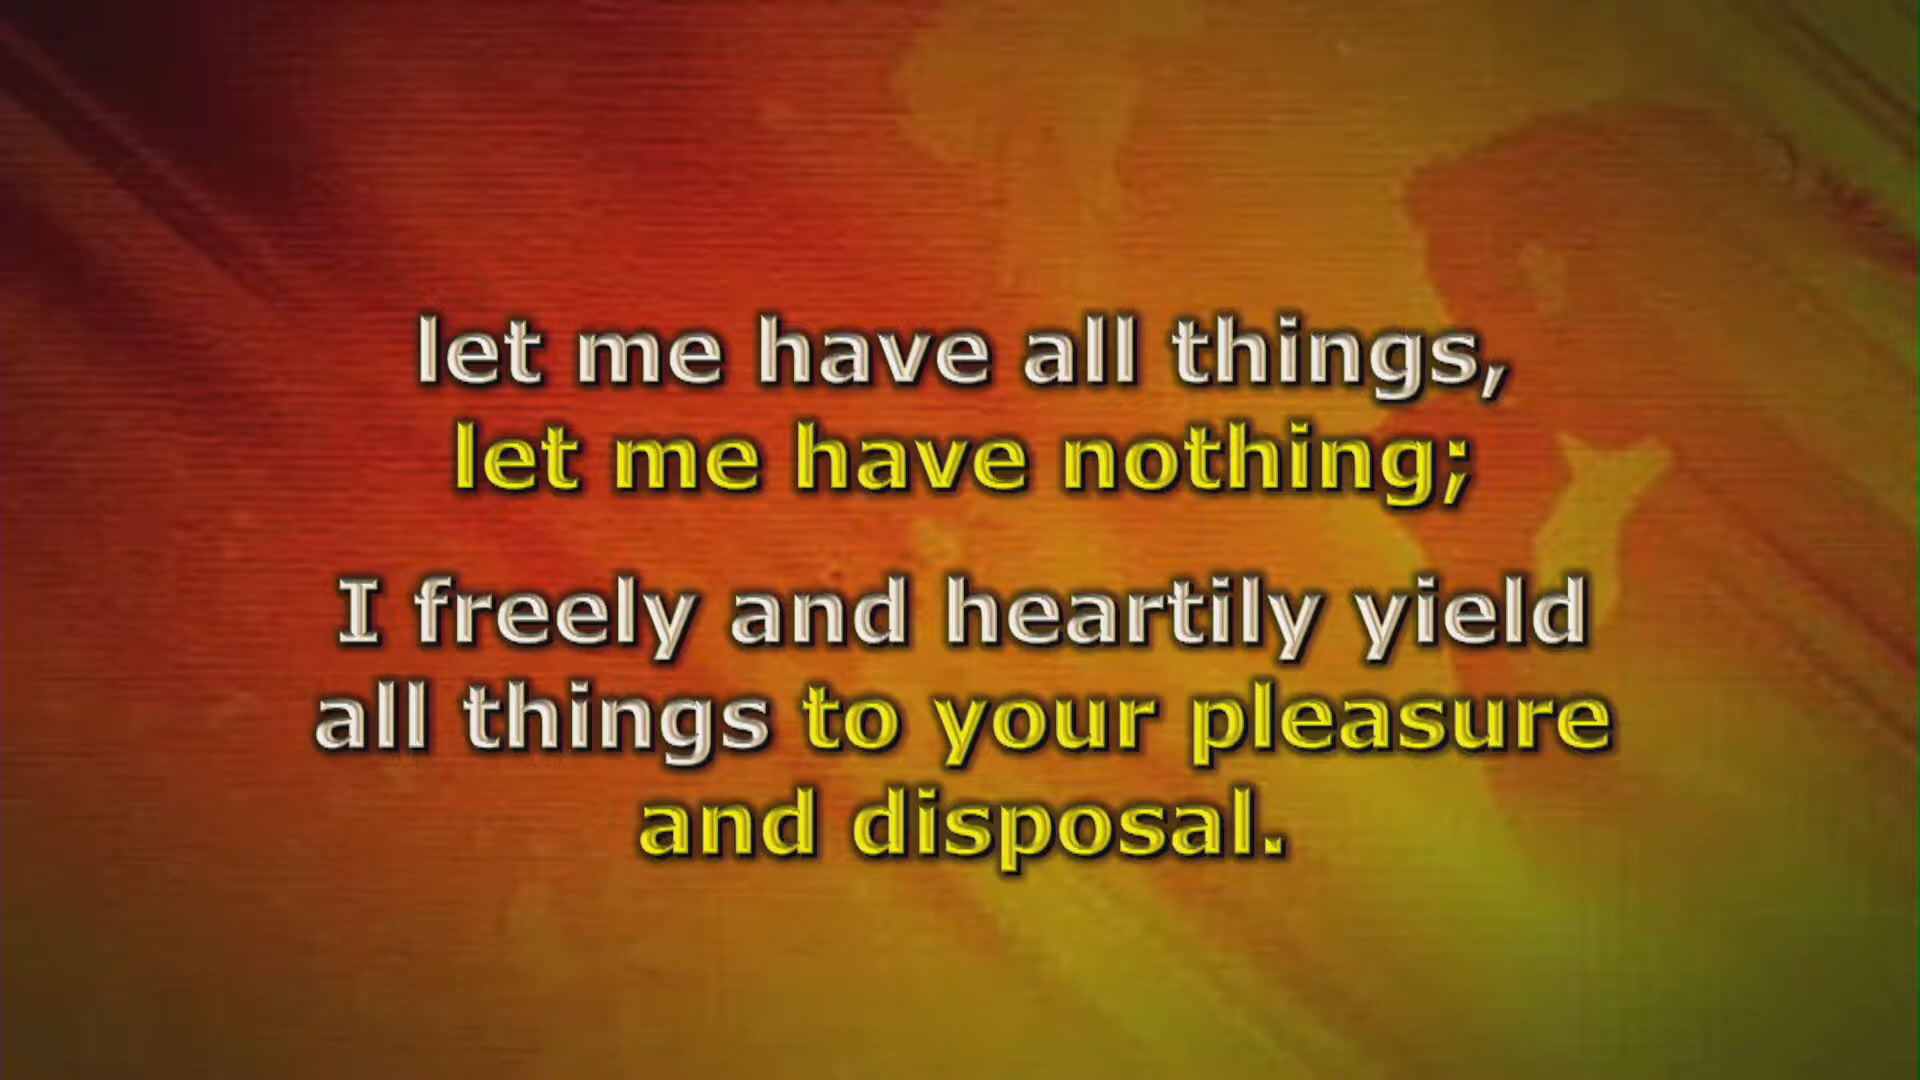 let me have all things,
let me have nothing;
I freely and heartily yield
all things to your pleasure
and disposal.